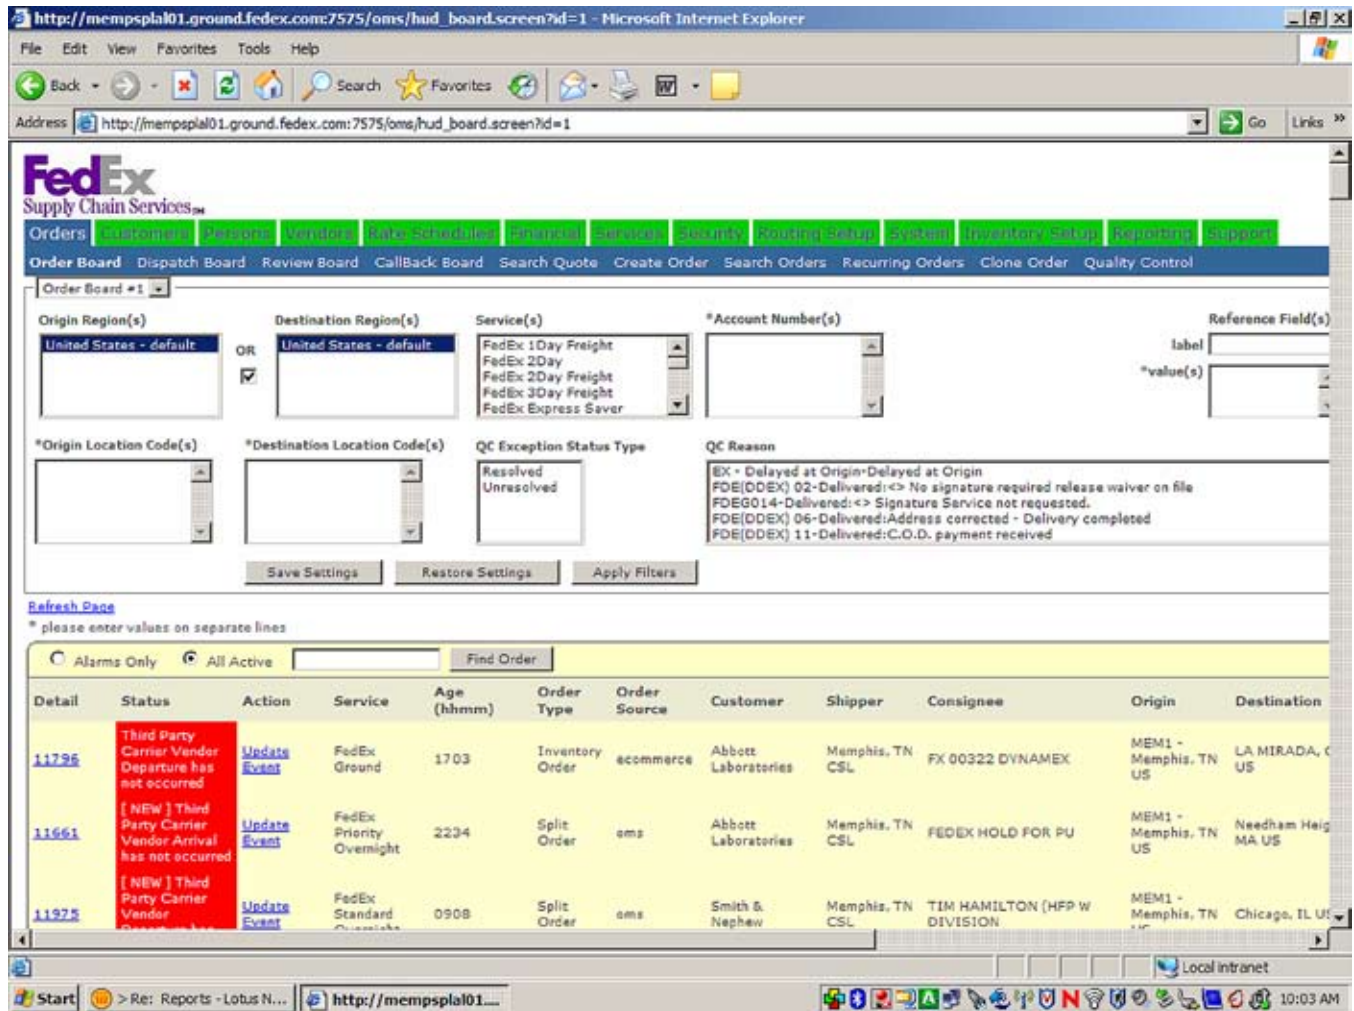 http://mempsplal01.ground.fedex.com:7575/oms/hud_board.screen?id=1 - Microsoft Internet Explorer
File Edit View Favorites Tools Help
Back Search Favorites
Address http://mempsplal01.ground.fedex.com:7575/oms/hud_board.screen?id=1 Go Links »
FedEx
Supply Chain Services SM
Orders Customers Persons Vendors Rate Schedules Financial Services Security Routing Setup System Inventory Setup Reporting Support
Order Board Dispatch Board Review Board CallBack Board Search Quote Create Order Search Orders Recurring Orders Clone Order Quality Control
Order Board #1
Origin Region(s) Destination Region(s) Service(s) *Account Number(s) Reference Field(s)
United States - default OR United States - default FedEx 1Day Freight label
FedEx 2Day
FedEx 2Day Freight *value(s)
FedEx 3Day Freight
FedEx Express Saver
*Origin Location Code(s) *Destination Location Code(s) QC Exception Status Type QC Reason
Resolved EX - Delayed at Origin-Delayed at Origin
Unresolved FDE(DDEX) 02-Delivered:<> No signature required release waiver on file
FDEG014-Delivered:<> Signature Service not requested.
FDE(DDEX) 06-Delivered:Address corrected - Delivery completed
FDE(DDEX) 11-Delivered:C.O.D. payment received
Save Settings Restore Settings Apply Filters
Refresh Page
* please enter values on separate lines
Alarms Only All Active Find Order
Detail Status Action Service Age (hhmm) Order Type Order Source Customer Shipper Consignee Origin Destination
11796 Third Party Carrier Vender Departure has not occurred Update Event FedEx Ground 1703 Inventory Order ecommerce Abbott Laboratories Memphis, TN CSL FX 00322 DYNAMEX MEM1 - Memphis, TN US LA MIRADA, US
11661 [ NEW ] Third Party Carrier Vendor Arrival has not occurred Update Event FedEx Priority Overnight 2234 Split Order oms Abbott Laboratories Memphis, TN CSL FEDEX HOLD FOR PU MEM1 - Memphis, TN US Needham Heig MA US
11975 [ NEW ] Third Party Carrier Vendor Update Event FedEx Standard 0908 Split Order oms Smith & Nephew Memphis, TN CSL TIM HAMILTON (HFP W DIVISION MEM1 - Memphis, TN Chicago, IL US
Local intranet
Start > Re: Reports - Lotus N... http://mempsplal01.... 10:03 AM